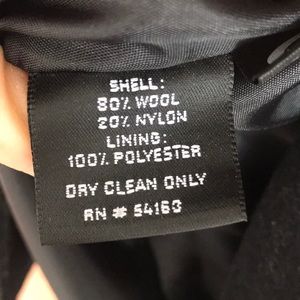 SHELL:
80% WOOL
20% NYLON
LINING:
100% POLYESTER
DRY CLEAN ONLY
RN # 54163